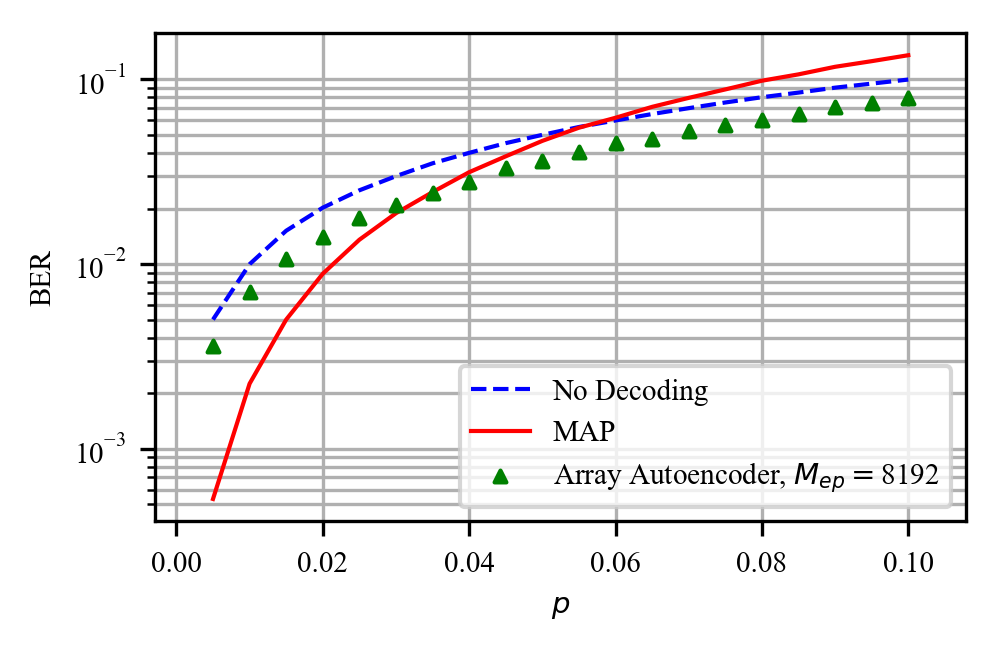 BER
10⁻¹
10⁻²
10⁻³
No Decoding
MAP
Array Autoencoder, Mₑₚ = 8192
0.00 0.02 0.04 0.06 0.08 0.10
p